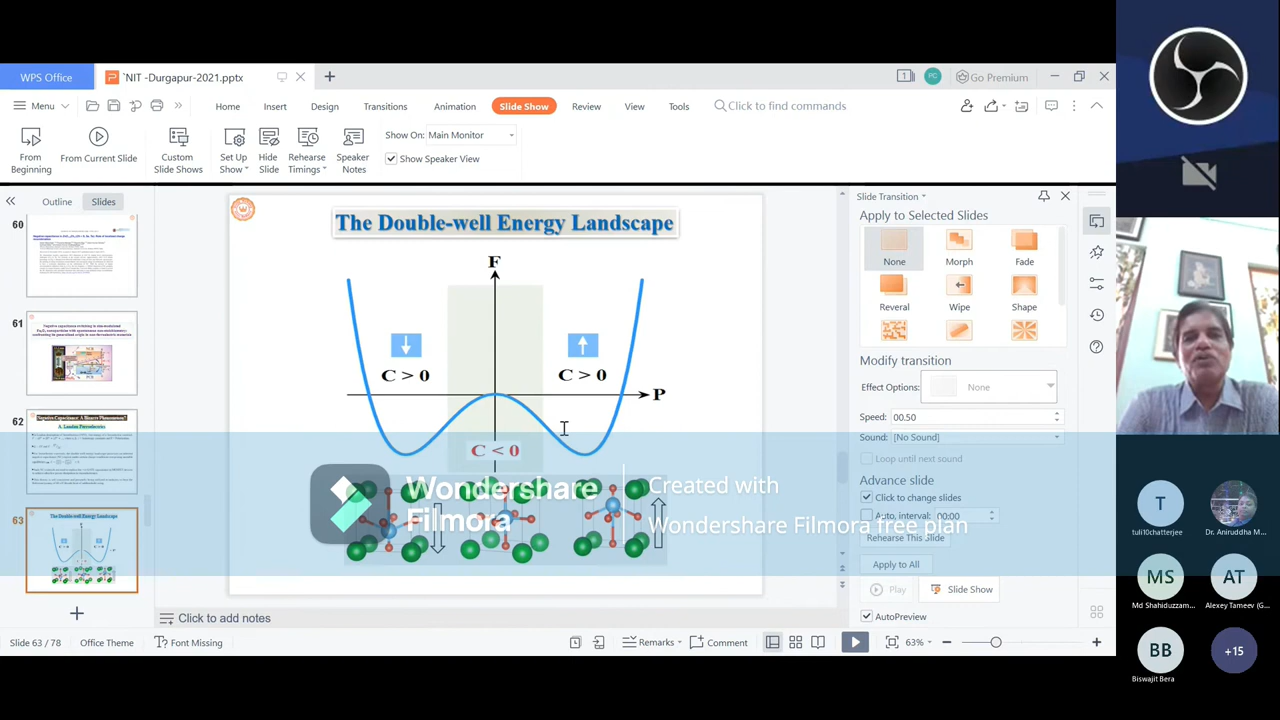 WPS Office
`NIT -Durgapur-2021.pptx
1
PC
Go Premium
Menu
Home
Insert
Design
Transitions
Animation
Slide Show
Review
View
Tools
Click to find commands
From Beginning
From Current Slide
Custom Slide Shows
Set Up Show
Hide Slide
Rehearse Timings
Speaker Notes
Show On: Main Monitor
Show Speaker View
Outline
Slides
60
61
62
63
The Double-well Energy Landscape
F
C > 0
C > 0
P
C < 0
Wondershare
Filmora
Created with
Wondershare Filmora free plan
Slide Transition
Apply to Selected Slides
None
Morph
Fade
Reveral
Wipe
Shape
Modify transition
Effect Options:
None
Speed: 00.50
Sound: [No Sound]
Loop until next sound
Advance slide
Click to change slides
Auto, interval: 00:00
Rehearse This Slide
Apply to All
Play
Slide Show
AutoPreview
Click to add notes
Slide 63 / 78
Office Theme
Font Missing
Remarks
Comment
63%
T
tuli10chatterjee
Dr. Aniruddha M...
MS
Md Shahiduzzam...
AT
Alexey Tameev (G...
BB
Biswajit Bera
+15